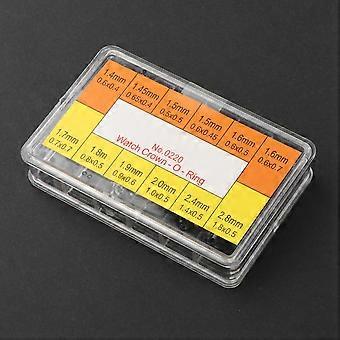 1.4mm
0.6x0.4
1.45mm
0.65x0.4
1.5mm
0.5x0.5
1.5mm
0.6x0.45
1.6mm
0.6x0.5
1.6mm
0.6x0.7
No.0220
Watch Crown - O - Ring
1.7mm
0.7x0.7
1.8m
0.8x0.5
1.9mm
0.9x0.6
2.0mm
1.0x0.5
2.4mm
1.4x0.5
2.8mm
1.8x0.5